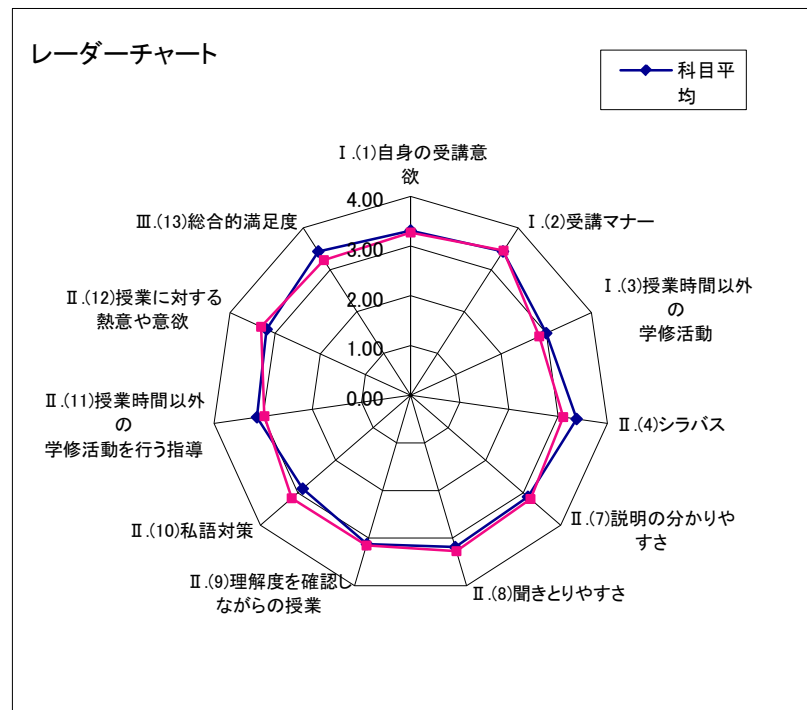 レーダーチャート
科目平
均
Ⅰ.(1)自身の受講意
欲
Ⅰ.(2)受講マナー
Ⅰ.(3)授業時間以外
の
学修活動
Ⅱ.(4)シラバス
Ⅱ.(7)説明の分かりや
すさ
Ⅱ.(8)聞きとりやすさ
Ⅱ.(9)理解度を確認し
ながらの授業
Ⅱ.(10)私語対策
Ⅱ.(11)授業時間以外
の
学修活動を行う指導
Ⅱ.(12)授業に対する
熱意や意欲
Ⅲ.(13)総合的満足度
4.00
3.00
2.00
1.00
0.00